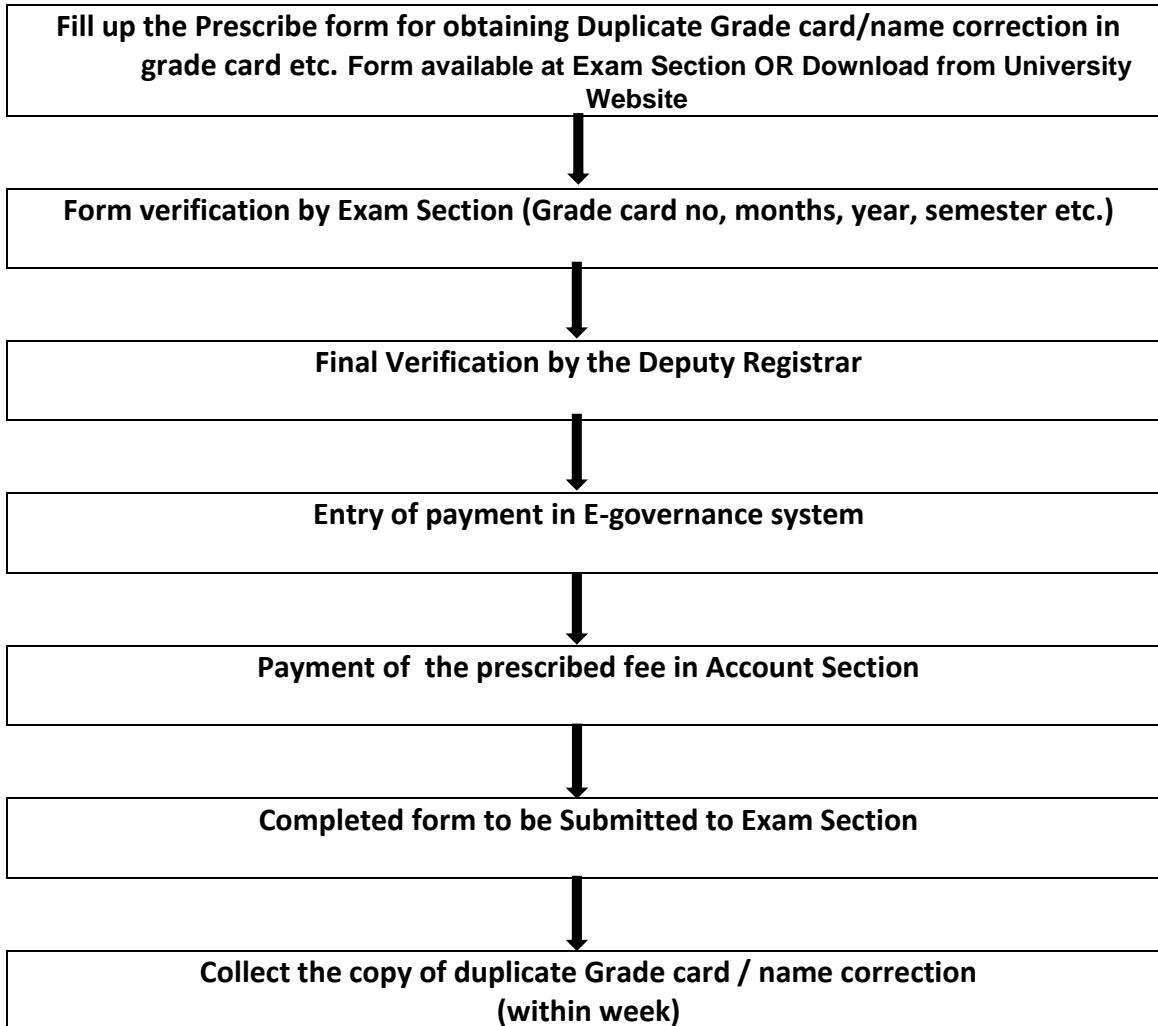 Fill up the Prescribe form for obtaining Duplicate Grade card/name correction in
grade card etc. Form available at Exam Section OR Download from University
Website
Form verification by Exam Section (Grade card no, months, year, semester etc.)
Final Verification by the Deputy Registrar
Entry of payment in E-governance system
Payment of the prescribed fee in Account Section
Completed form to be Submitted to Exam Section
Collect the copy of duplicate Grade card / name correction
(within week)